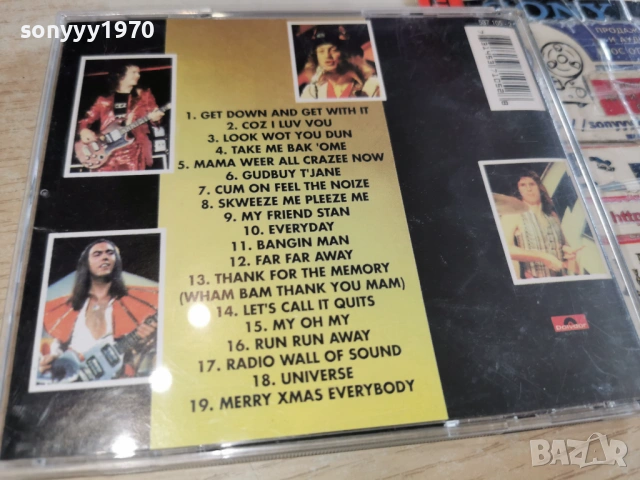 sonyyy1970
1. GET DOWN AND GET WITH IT
2. COZ I LUV VOU
3. LOOK WOT YOU DUN
4. TAKE ME BAK 'OME
5. MAMA WEER ALL CRAZEE NOW
6. GUDBUY T'JANE
7. CUM ON FEEL THE NOIZE
8. SKWEEZE ME PLEEZE ME
9. MY FRIEND STAN
10. EVERYDAY
11. BANGIN MAN
12. FAR FAR AWAY
13. THANK FOR THE MEMORY
(WHAM BAM THANK YOU MAM)
14. LET'S CALL IT QUITS
15. MY OH MY
16. RUN RUN AWAY
17. RADIO WALL OF SOUND
18. UNIVERSE
19. MERRY XMAS EVERYBODY
SONY
ПРОДАЖ
polydor
BAZAR